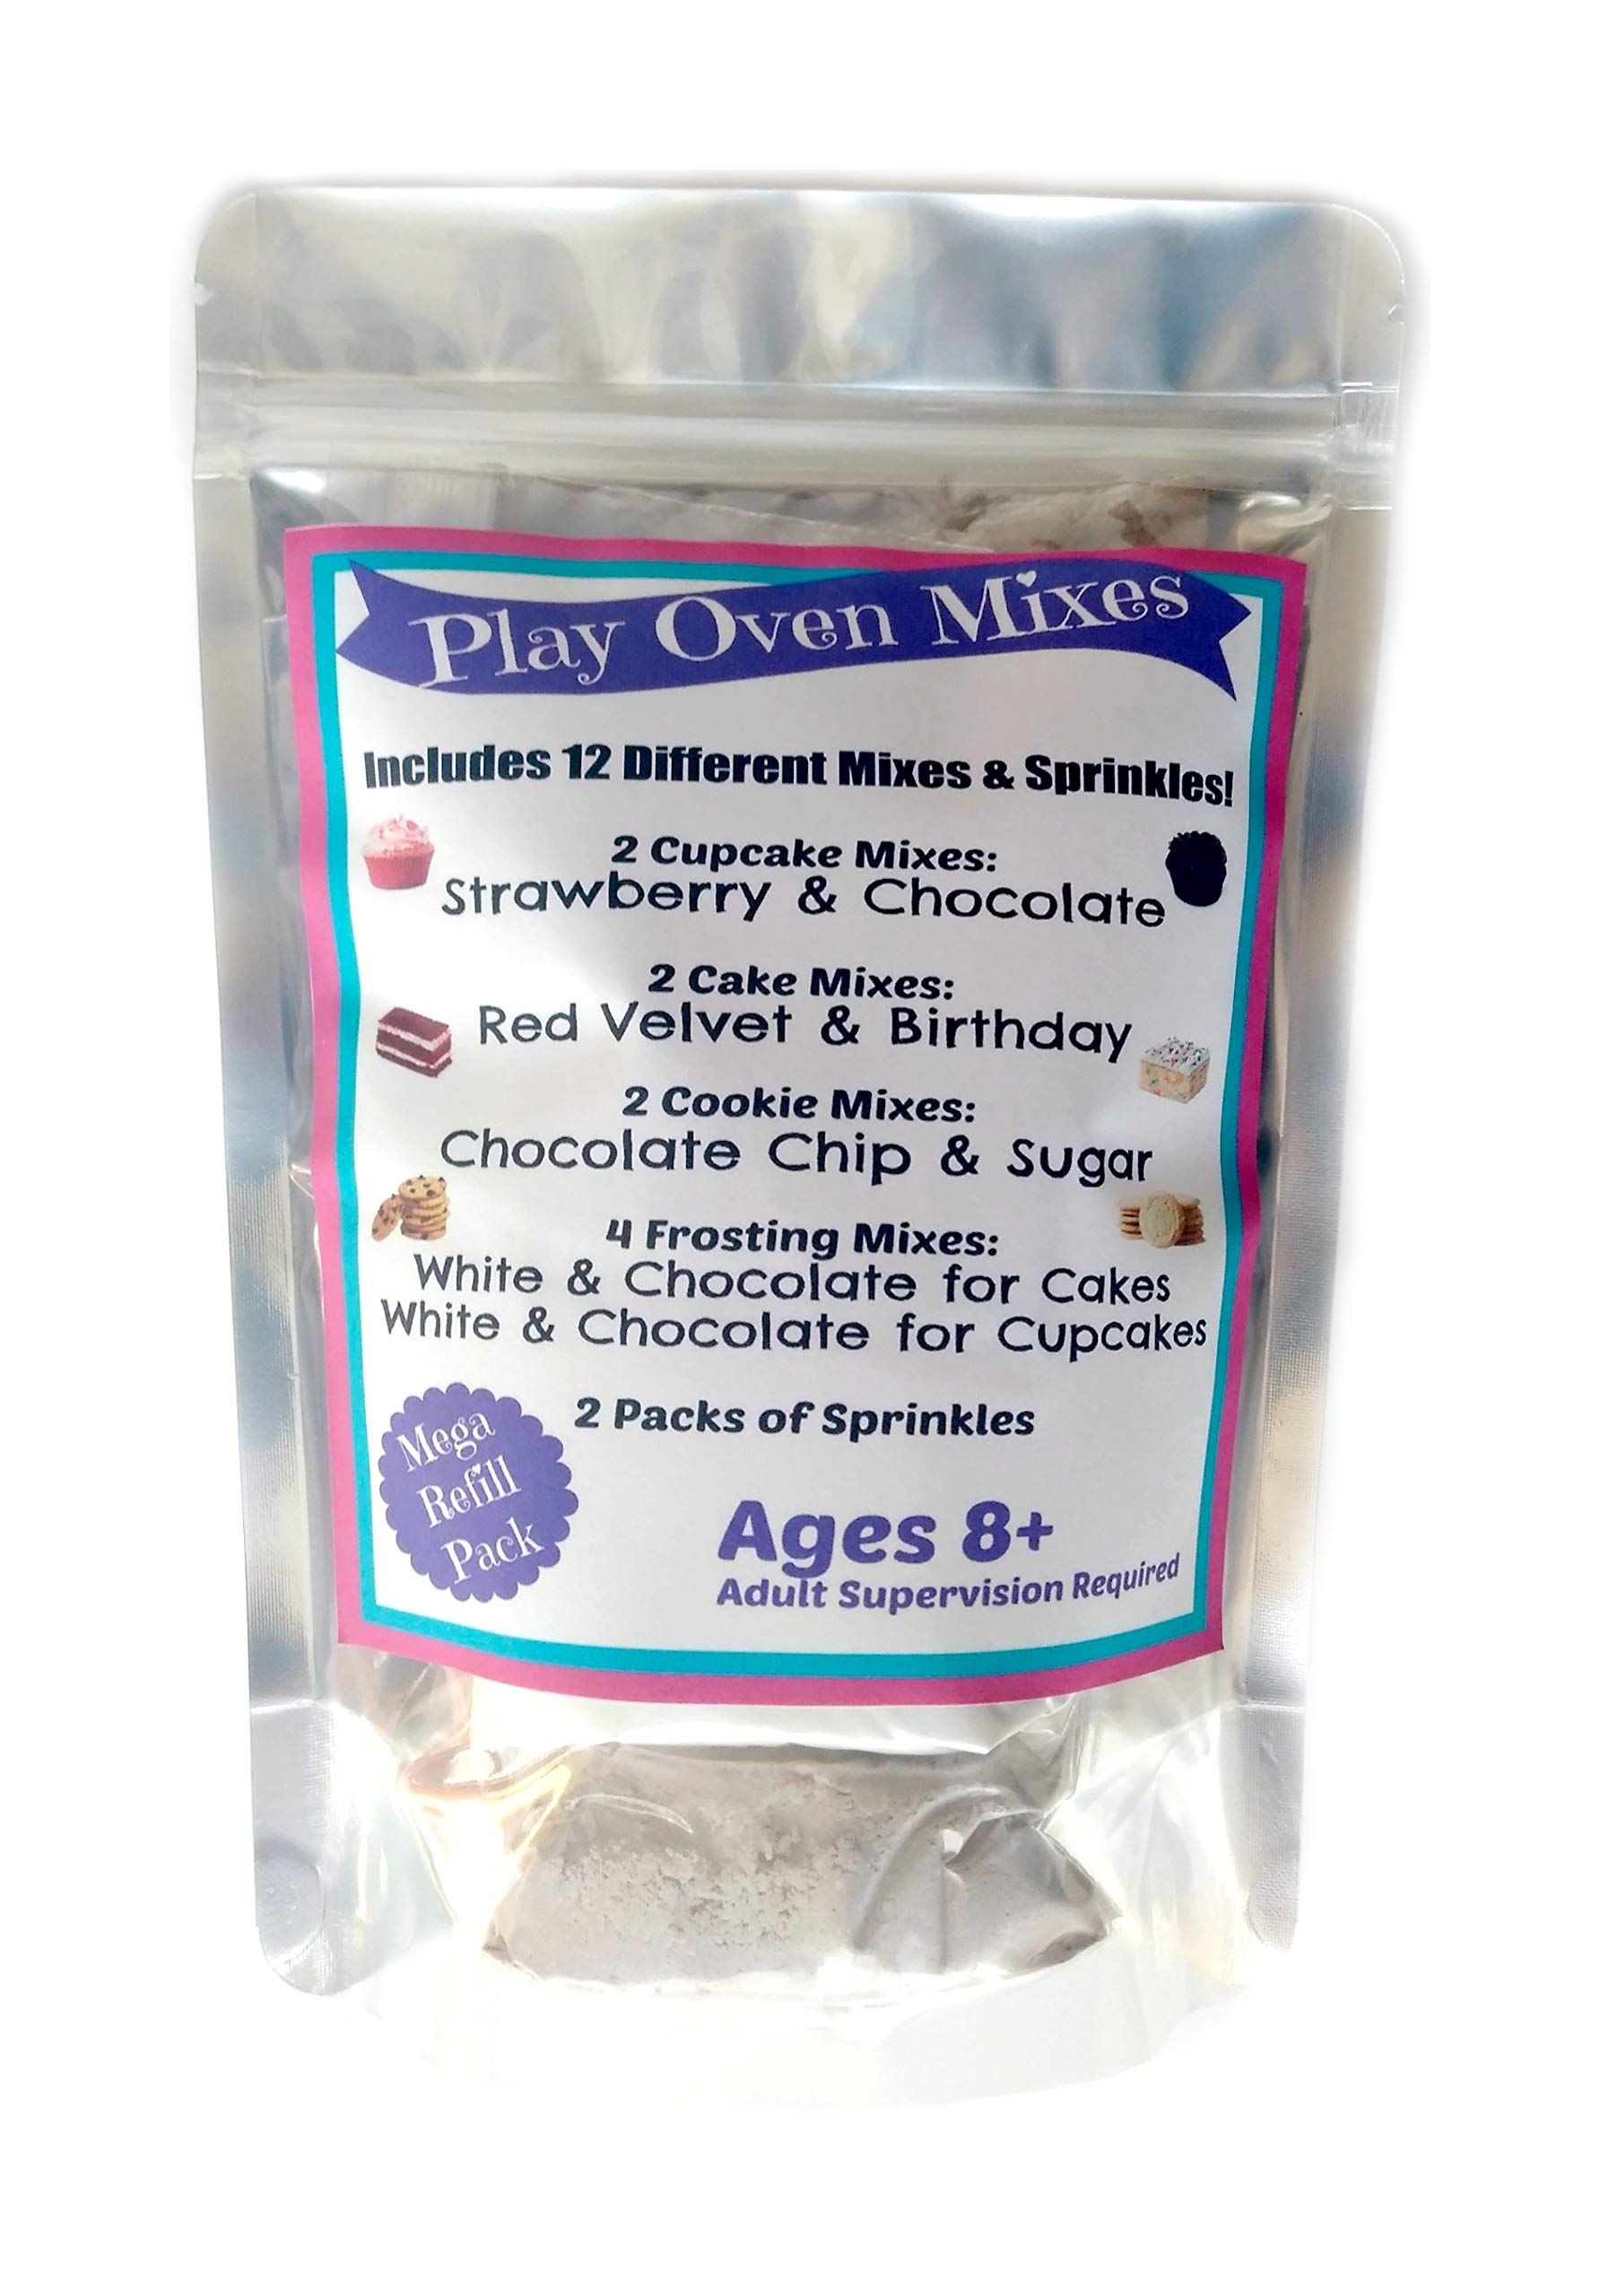 Play Oven Mixes
Includes 12 Different Mixes & Sprinkles!
2 Cupcake Mixes:
Strawberry & Chocolate
2 Cake Mixes:
Red Velvet & Birthday
2 Cookie Mixes:
Chocolate Chip & Sugar
4 Frosting Mixes:
White & Chocolate for Cakes
White & Chocolate for Cupcakes
2 Packs of Sprinkles
Mega
Refill
Pack
Ages 8+
Adult Supervision Required